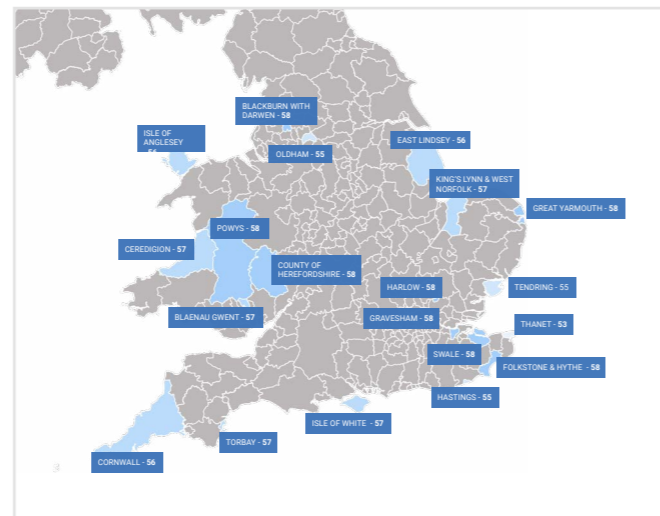 BLACKBURN WITH
DARWEN - 58
ISLE OF
ANGLESEY
EAST LINDSEY - 56
OLDHAM - 55
KING'S LYNN & WEST
NORFOLK - 57
GREAT YARMOUTH - 58
POWYS - 58
CEREDIGION - 57
COUNTY OF
HEREFORDSHIRE - 58
HARLOW - 58
TENDRING - 55
BLAENAU GWENT - 57
GRAVESHAM - 58
THANET - 53
SWALE - 58
FOLKSTONE & HYTHE - 58
HASTINGS - 55
ISLE OF WHITE - 57
TORBAY - 57
CORNWALL - 56